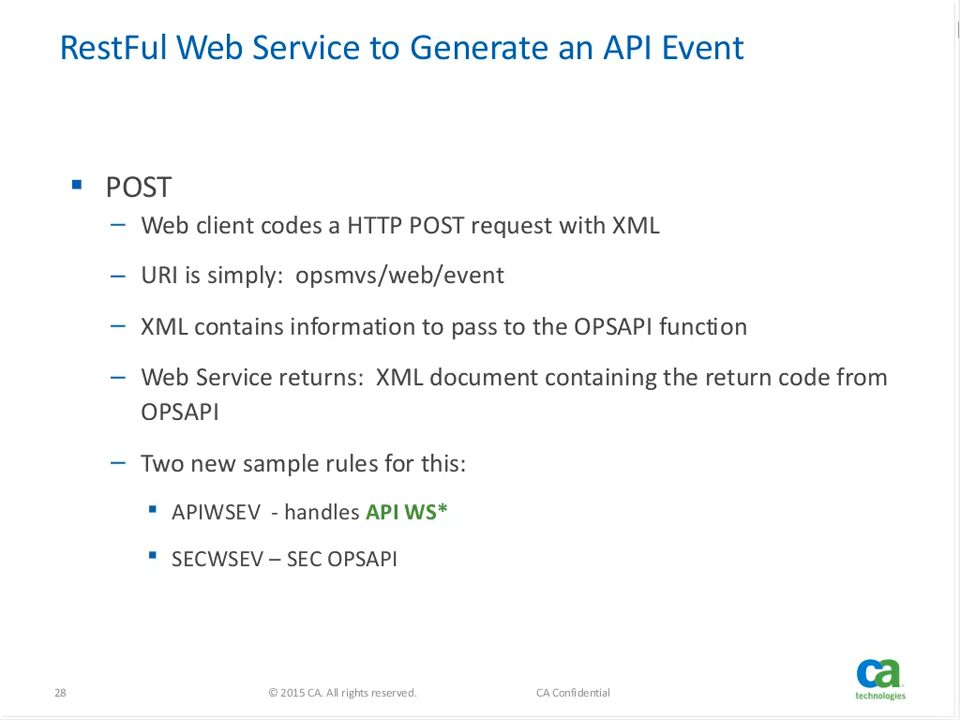 RestFul Web Service to Generate an API Event
▪ POST
– Web client codes a HTTP POST request with XML
– URI is simply: opsmvs/web/event
– XML contains information to pass to the OPSAPI function
– Web Service returns: XML document containing the return code from
OPSAPI
– Two new sample rules for this:
▪ APIWSEV - handles API WS*
▪ SECWSEV – SEC OPSAPI
28
© 2015 CA. All rights reserved.
CA Confidential
ca
technologies